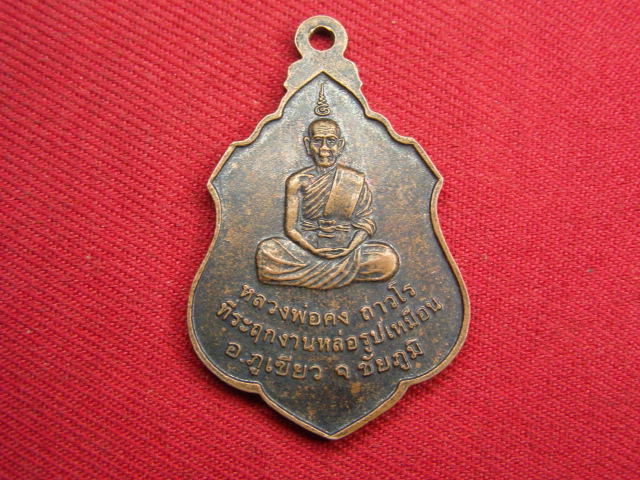 หลวงพ่อคง ถาวโร
ที่ระฤกงานหล่อรูปเหมือน
อ.ภูเขียว จ.ชัยภูมิ